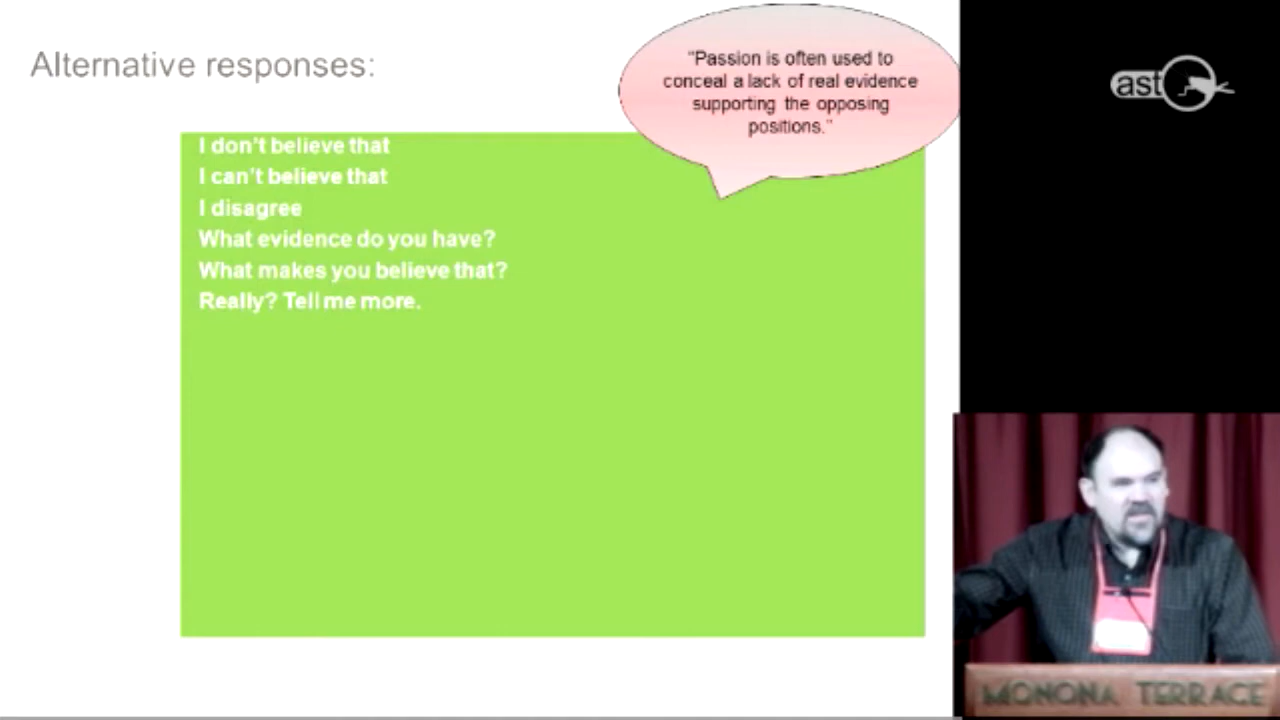 Alternative responses:
"Passion is often used to
conceal a lack of real evidence
supporting the opposing
positions."
I don't believe that
I can't believe that
I disagree
What evidence do you have?
What makes you believe that?
Really? Tell me more.
ast
MONONA TERRACE